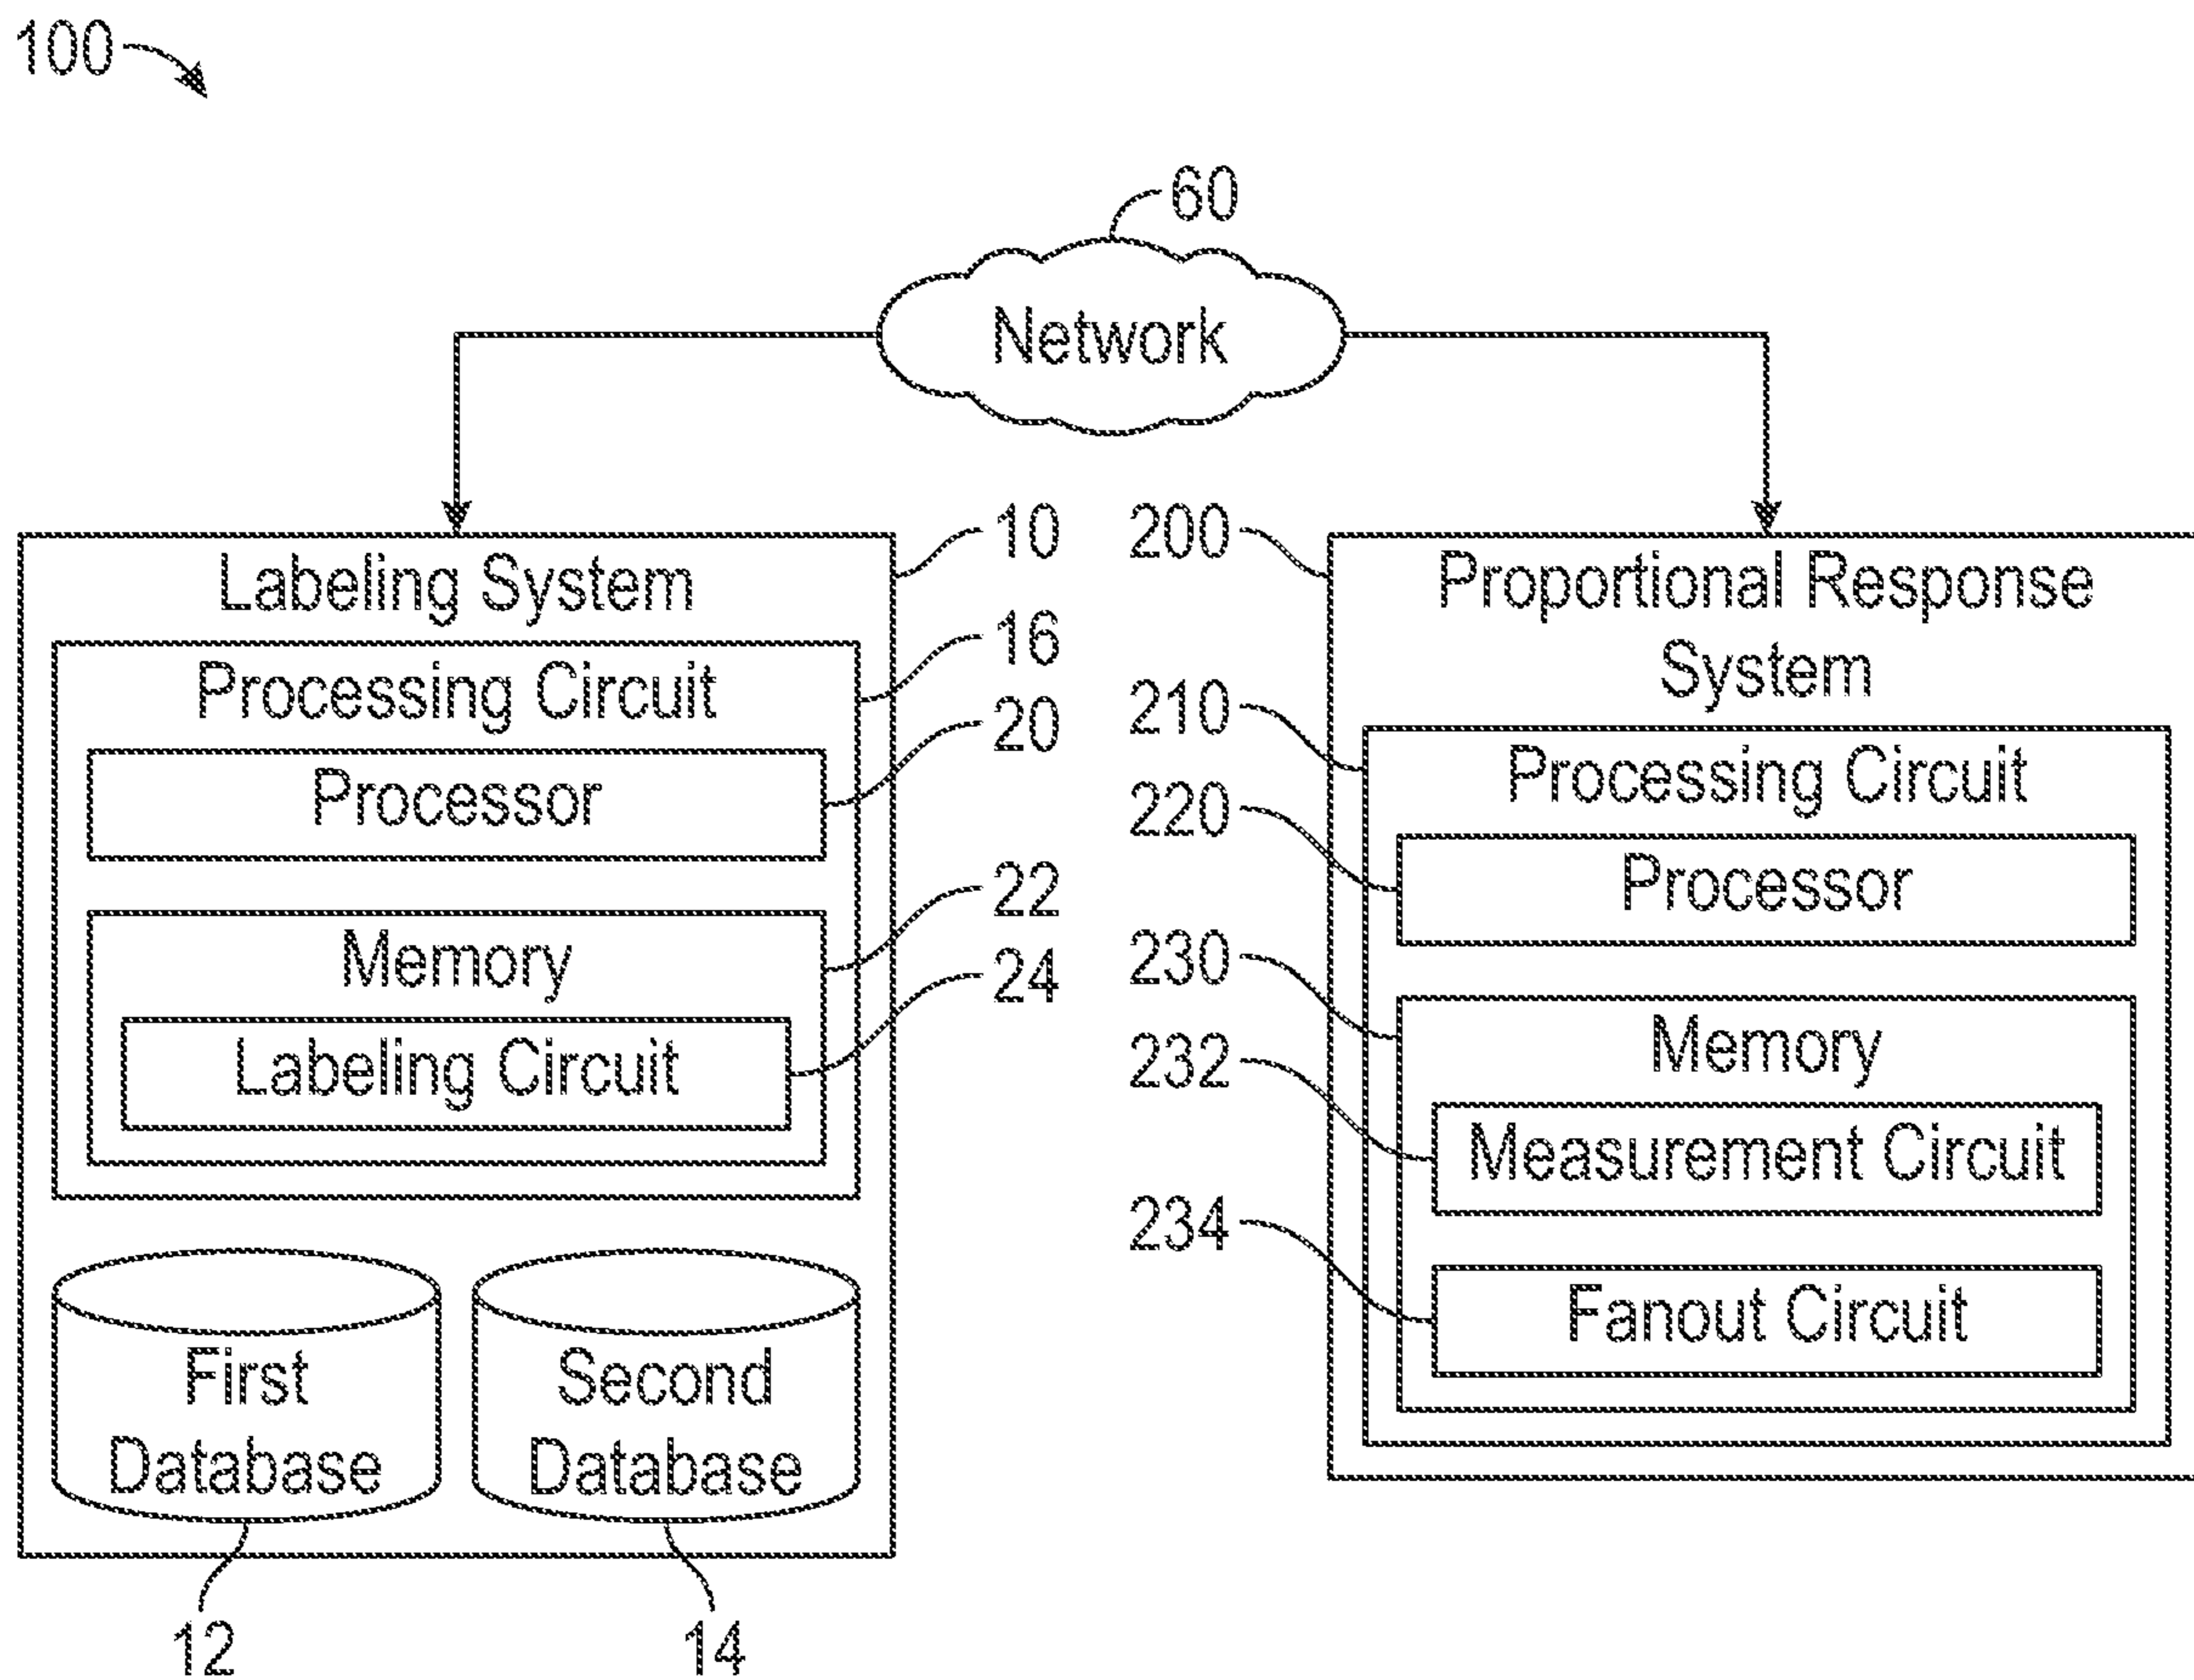 100
60
Network
10
Labeling System
16
Processing Circuit
20
Processor
22
Memory
24
Labeling Circuit
First
Database
Second
Database
12
14
200
Proportional Response
System
210
Processing Circuit
220
Processor
230
Memory
232
Measurement Circuit
234
Fanout Circuit